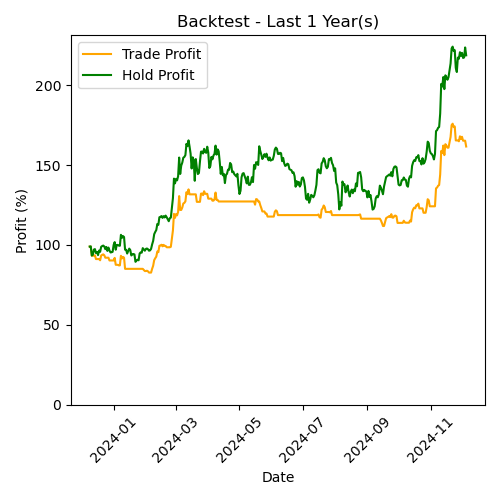 Backtest - Last 1 Year(s)
Trade Profit
Hold Profit
Profit (%)
200
150
100
50
0
2024-01
2024-03
2024-05
2024-07
2024-09
2024-11
Date